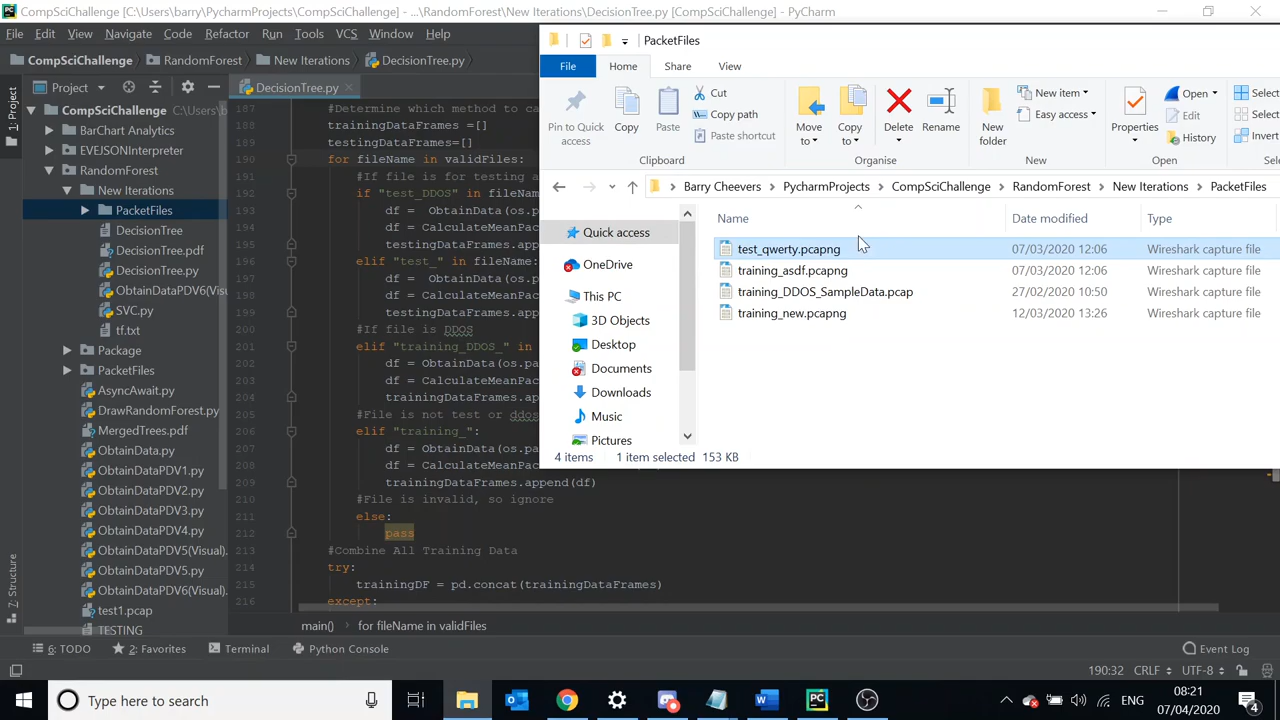 CompSciChallenge [C:\Users\barry\PycharmProjects\CompSciChallenge] - ...\RandomForest\New Iterations\DecisionTree.py [CompSciChallenge] - PyCharm
File Edit View Navigate Code Refactor Run Tools VCS Window Help
CompSciChallenge RandomForest New Iterations DecisionTree.py
1: Project
7: Structure
Project
CompSciChallenge C:\Users
BarChart Analytics
EVEJSONInterpreter
RandomForest
New Iterations
PacketFiles
DecisionTree
DecisionTree.pdf
DecisionTree.py
ObtainDataPDV6(Visu
SVC.py
tf.txt
Package
PacketFiles
AsyncAwait.py
DrawRandomForest.py
MergedTrees.pdf
ObtainData.py
ObtainDataPDV1.py
ObtainDataPDV2.py
ObtainDataPDV3.py
ObtainDataPDV4.py
ObtainDataPDV5(Visual).
ObtainDataPDV5.py
ObtainDataPDV6(Visual).
test1.pcap
TESTING
DecisionTree.py
187 #Determine which method to ca
188 trainingDataFrames =[]
189 testingDataFrames=[]
190 for fileName in validFiles:
191 #If file is for testing a
192 if "test_DDOS" in fileNam
193 df = ObtainData(os.pa
194 df = CalculateMeanPac
195 testingDataFrames.appe
196 elif "test_" in fileName:
197 df = ObtainData(os.pa
198 df = CalculateMeanPac
199 testingDataFrames.appe
200 #If file is DDOS
201 elif "training_DDOS_" in
202 df = ObtainData(os.pa
203 df = CalculateMeanPac
204 trainingDataFrames.ap
205 #File is not test or ddos
206 elif "training_":
207 df = ObtainData(os.pa
208 df = CalculateMeanPac
209 trainingDataFrames.append(df)
210 #File is invalid, so ignore
211 else:
212 pass
213 #Combine All Training Data
214 try:
215 trainingDF = pd.concat(trainingDataFrames)
216 except:
main() for fileName in validFiles
PacketFiles
File Home Share View
Pin to Quick access
Copy
Paste
Cut
Copy path
Paste shortcut
Clipboard
Move to
Copy to
Delete
Rename
Organise
New folder
New item
Easy access
New
Properties
Open
Edit
History
Open
Select
Select
Invert
Barry Cheevers PycharmProjects CompSciChallenge RandomForest New Iterations PacketFiles
Quick access
OneDrive
This PC
3D Objects
Desktop
Documents
Downloads
Music
Pictures
Name Date modified Type
test_qwerty.pcapng 07/03/2020 12:06 Wireshark capture file
training_asdf.pcapng 07/03/2020 12:06 Wireshark capture file
training_DDOS_SampleData.pcap 27/02/2020 10:50 Wireshark capture file
training_new.pcapng 12/03/2020 13:26 Wireshark capture file
4 items 1 item selected 153 KB
6: TODO 2: Favorites Terminal Python Console Event Log
190:32 CRLF UTF-8
Type here to search
ENG
08:21
07/04/2020
4